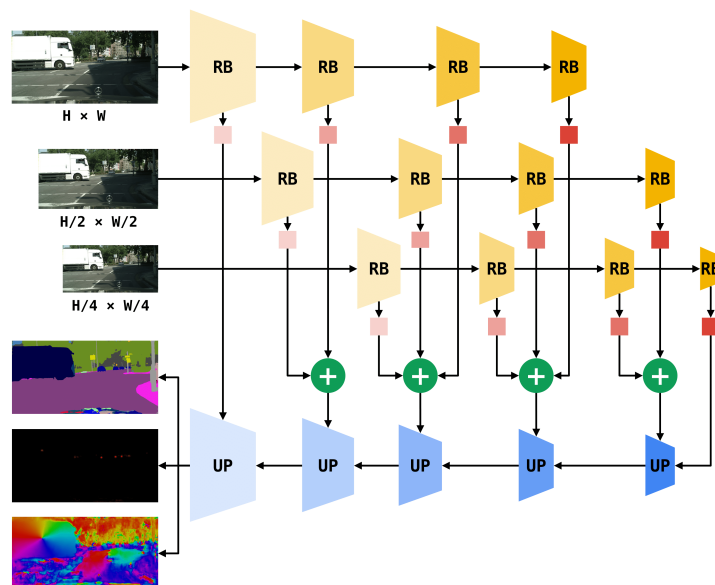 RB RB RB RB
H × W
RB RB RB RB
H/2 × W/2
RB RB RB RB
H/4 × W/4
+ + + +
UP UP UP UP UP